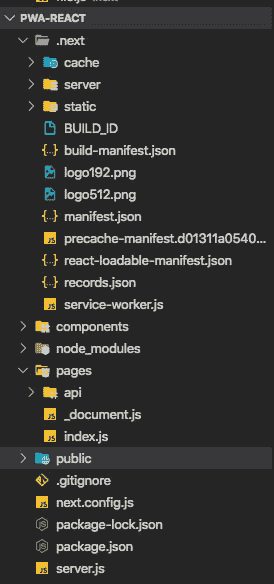 PWA-REACT
.next
cache
server
static
BUILD_ID
build-manifest.json
logo192.png
logo512.png
manifest.json
precache-manifest.d01311a0540...
react-loadable-manifest.json
records.json
service-worker.js
components
node_modules
pages
api
_document.js
index.js
public
.gitignore
next.config.js
package-lock.json
package.json
server.js